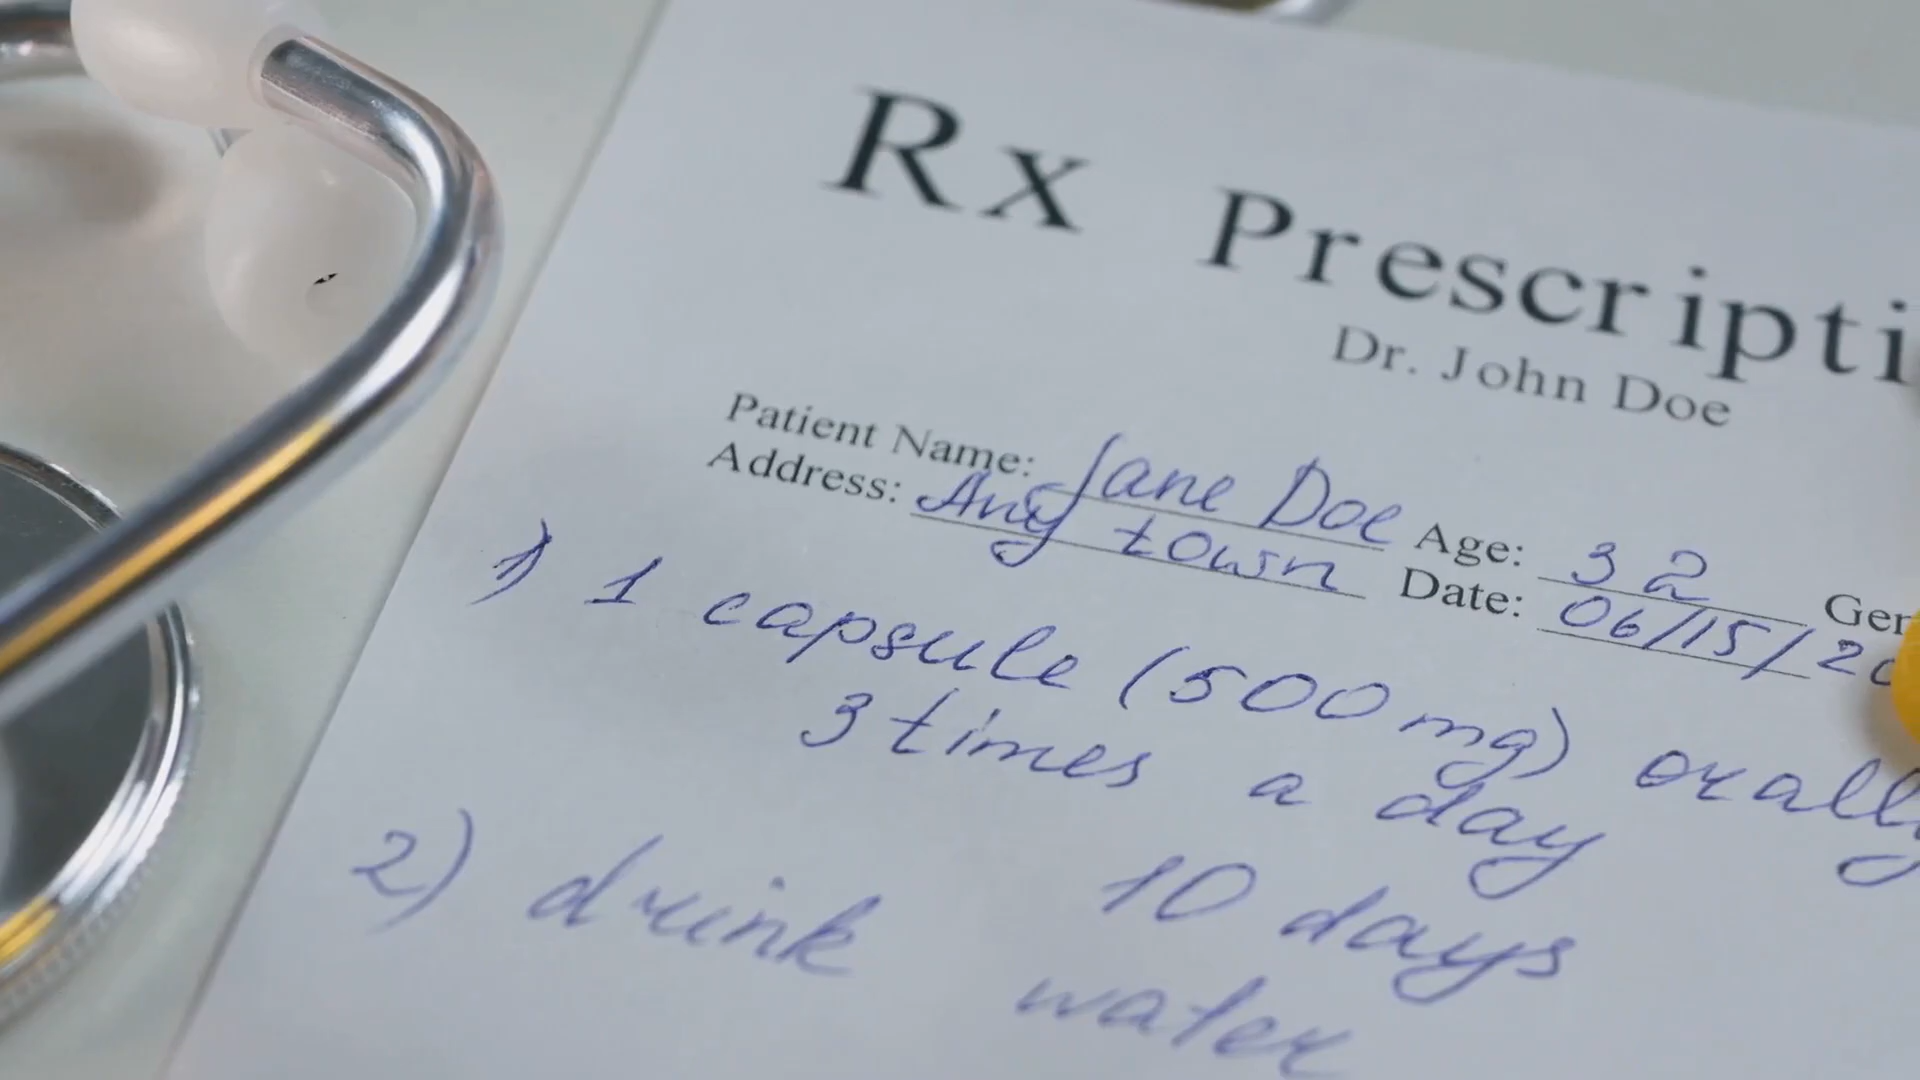 Rx Prescripti
Dr. John Doe
Patient Name: Jane Doe Age: 32 Gen
Address: Any town Date: 06/15/20
1) 1 capsule (500 mg) orally
3 times a day
10 days
2) drink water